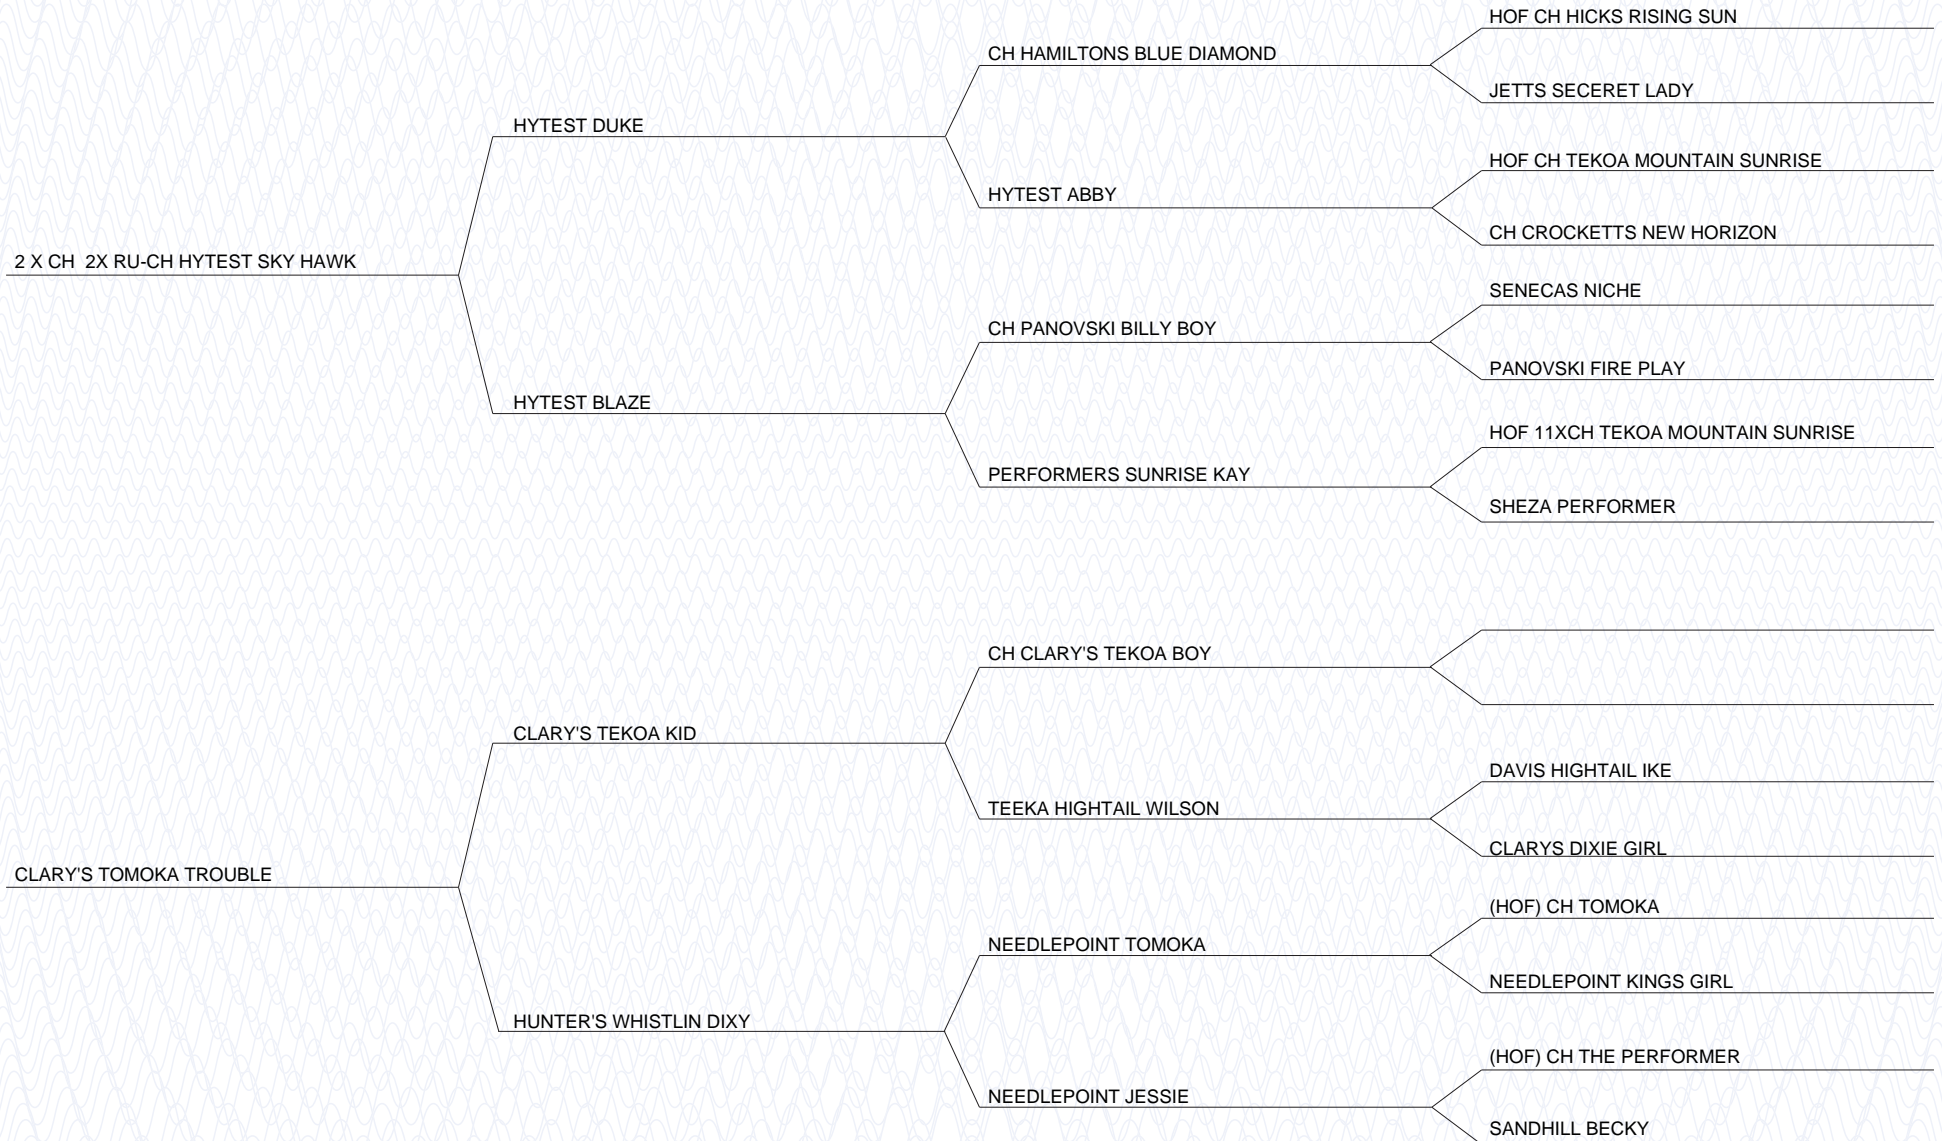 HOF CH HICKS RISING SUN
CH HAMILTONS BLUE DIAMOND
JETTS SECERET LADY
HYTEST DUKE
HOF CH TEKOA MOUNTAIN SUNRISE
HYTEST ABBY
CH CROCKETTS NEW HORIZON
2 X CH  2X RU-CH HYTEST SKY HAWK
SENECAS NICHE
CH PANOVSKI BILLY BOY
PANOVSKI FIRE PLAY
HYTEST BLAZE
HOF 11XCH TEKOA MOUNTAIN SUNRISE
PERFORMERS SUNRISE KAY
SHEZA PERFORMER
CH CLARY'S TEKOA BOY
CLARY'S TEKOA KID
DAVIS HIGHTAIL IKE
TEEKA HIGHTAIL WILSON
CLARYS DIXIE GIRL
CLARY'S TOMOKA TROUBLE
(HOF) CH TOMOKA
NEEDLEPOINT TOMOKA
NEEDLEPOINT KINGS GIRL
HUNTER'S WHISTLIN DIXY
(HOF) CH THE PERFORMER
NEEDLEPOINT JESSIE
SANDHILL BECKY